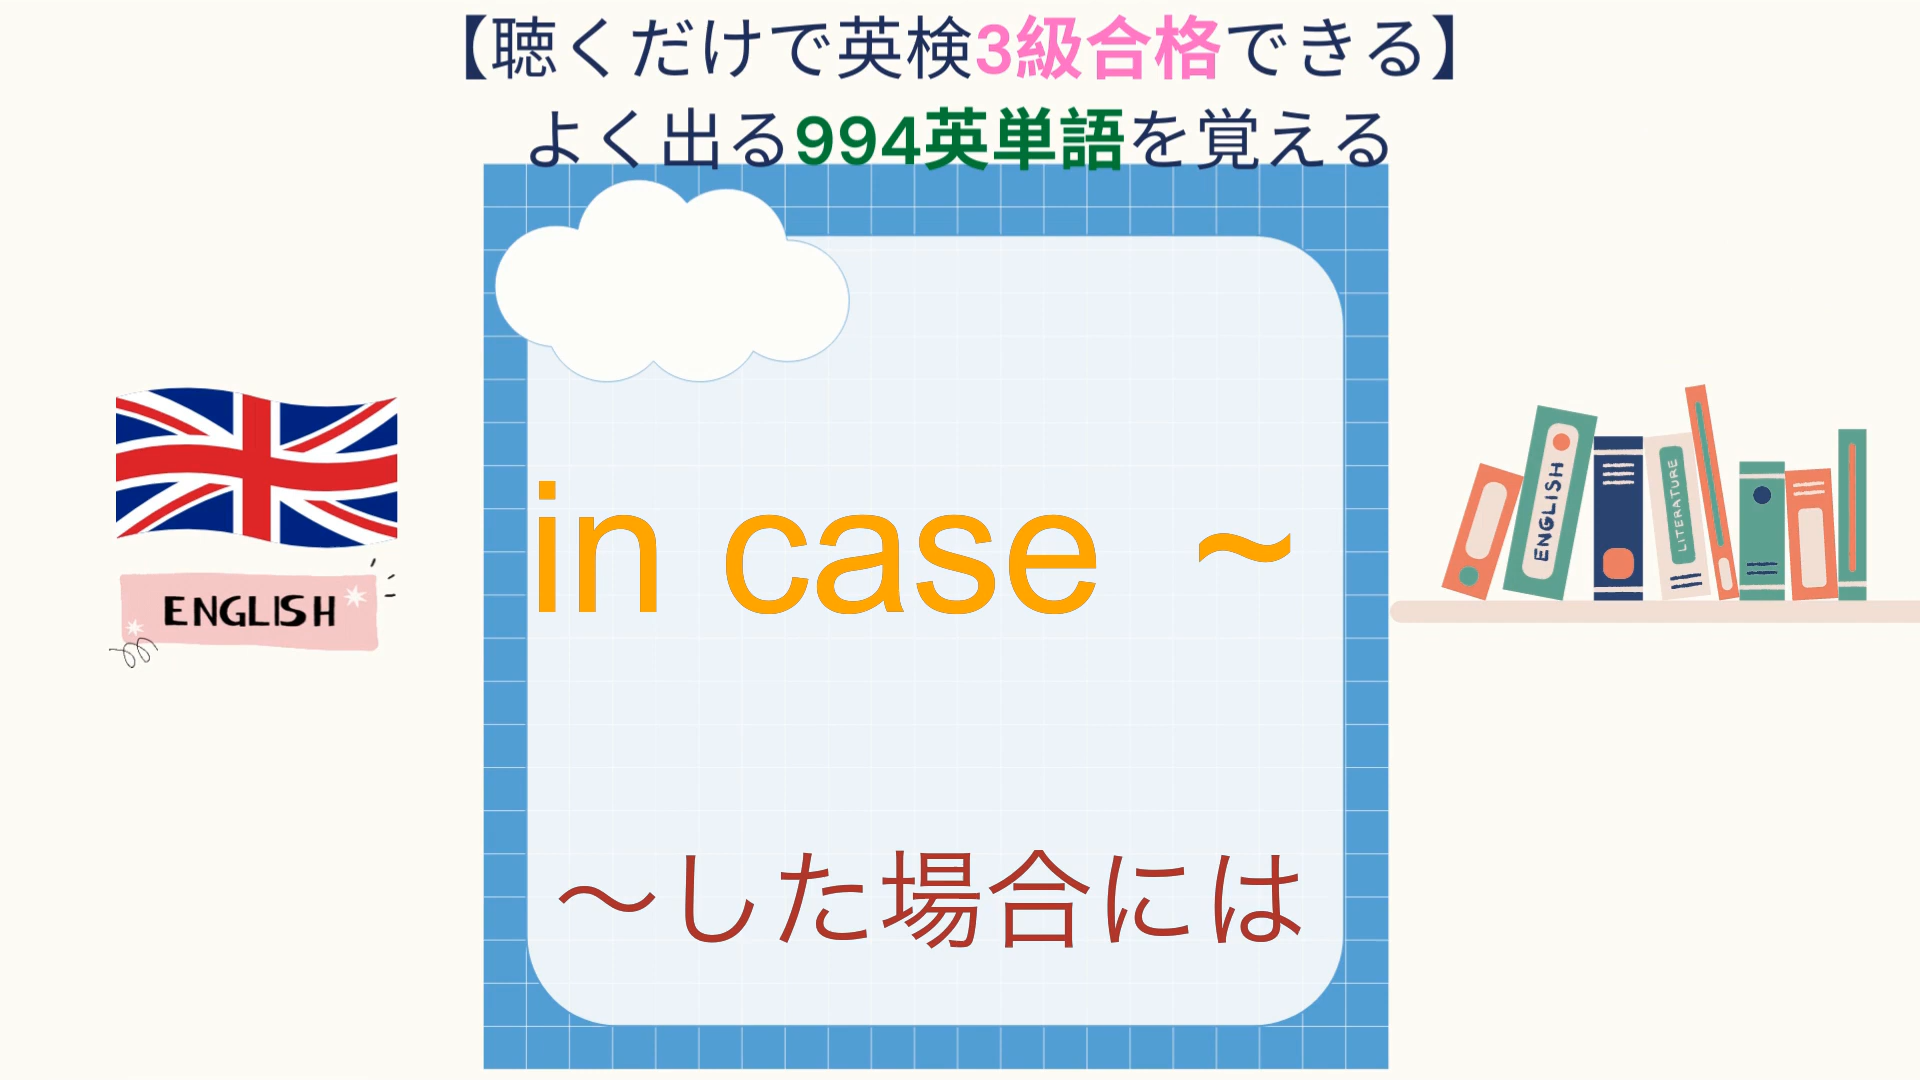 【聴くだけで英検3級合格できる】
よく出る994英単語を覚える
in case ~
～した場合には
ENGLISH
ENGLISH
LITERATURE